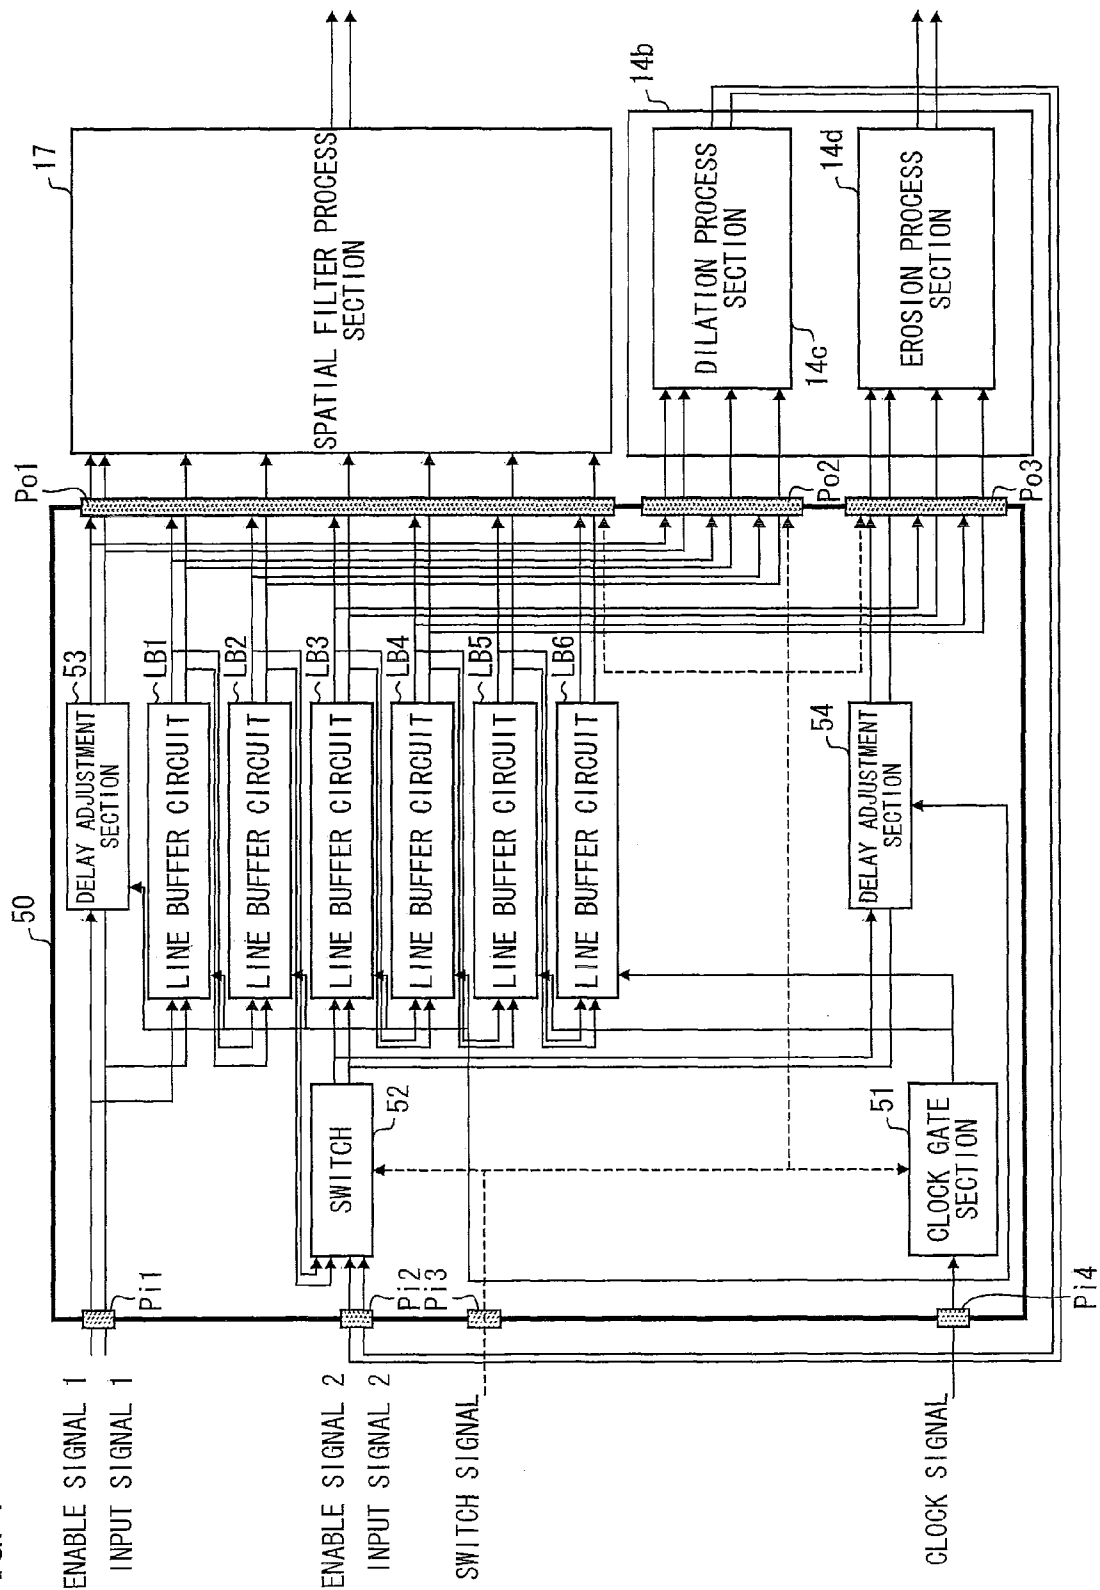 ENABLE SIGNAL 1
INPUT SIGNAL 1
ENABLE SIGNAL 2
INPUT SIGNAL 2
SWITCH SIGNAL
CLOCK SIGNAL
50
Pi1
Pi2
Pi3
Pi4
53
DELAY ADJUSTMENT
SECTION
LB1
LINE BUFFER CIRCUIT
LB2
LINE BUFFER CIRCUIT
LB3
LINE BUFFER CIRCUIT
LB4
LINE BUFFER CIRCUIT
LB5
LINE BUFFER CIRCUIT
LB6
LINE BUFFER CIRCUIT
SWITCH
52
51
CLOCK GATE
SECTION
54
DELAY ADJUSTMENT
SECTION
Po1
Po2
Po3
17
SPATIAL FILTER PROCESS
SECTION
14b
DILATION PROCESS
SECTION
14c
14d
EROSION PROCESS
SECTION